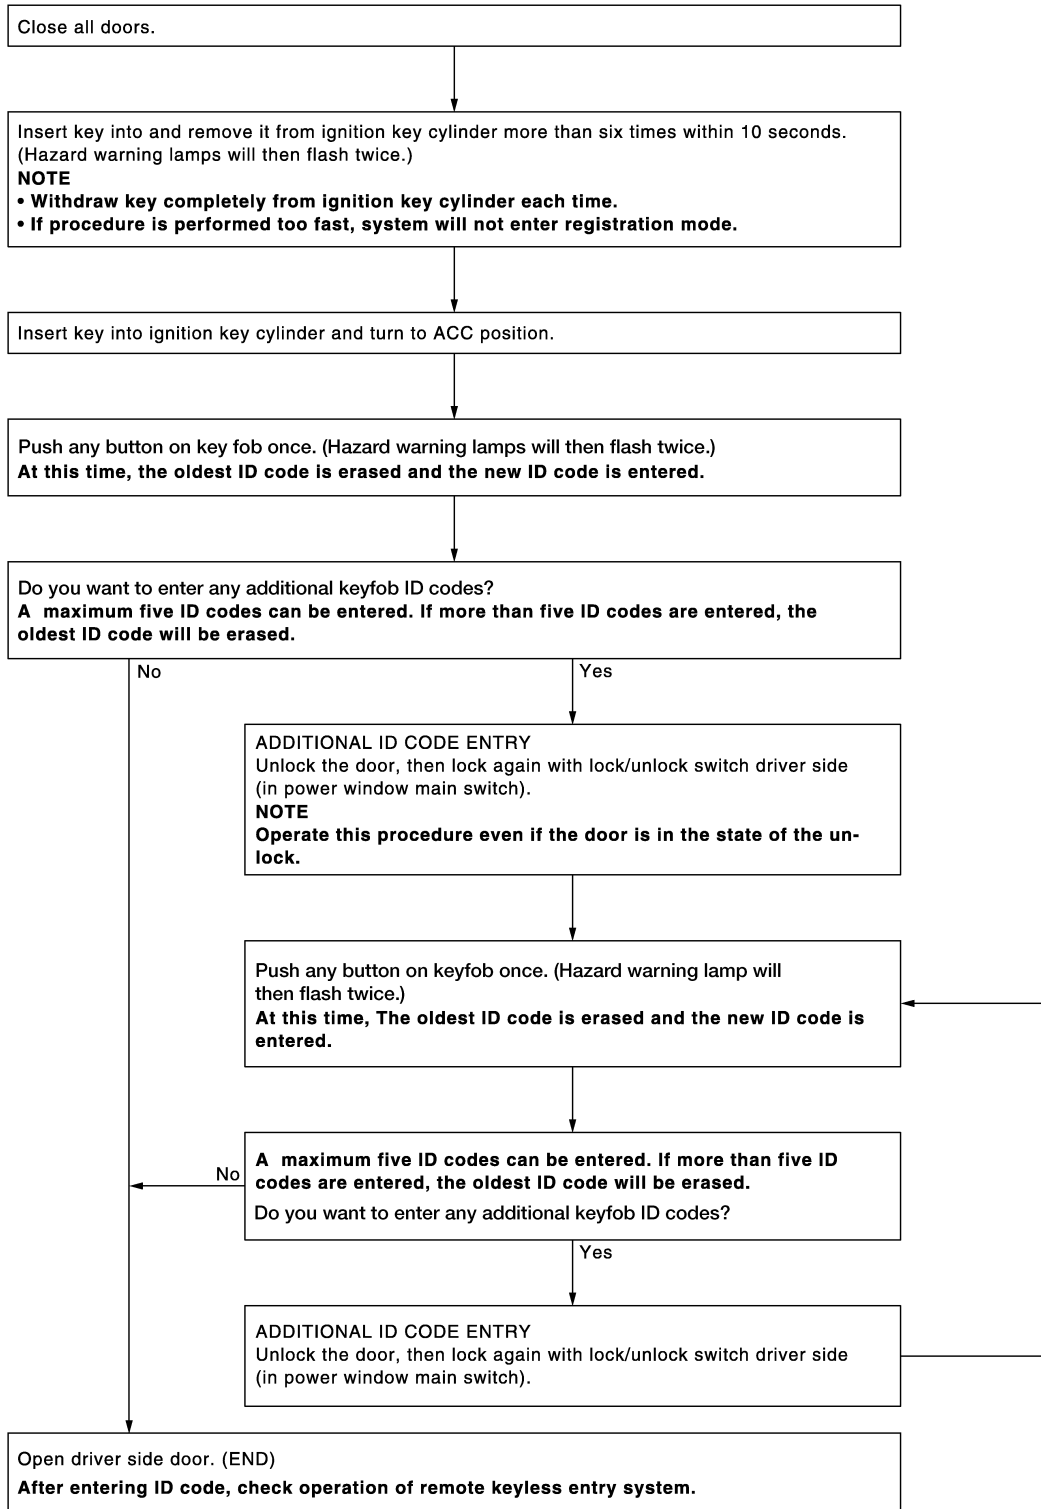 Close all doors.
Insert key into and remove it from ignition key cylinder more than six times within 10 seconds.
(Hazard warning lamps will then flash twice.)
NOTE
• Withdraw key completely from ignition key cylinder each time.
• If procedure is performed too fast, system will not enter registration mode.
Insert key into ignition key cylinder and turn to ACC position.
Push any button on key fob once. (Hazard warning lamps will then flash twice.)
At this time, the oldest ID code is erased and the new ID code is entered.
Do you want to enter any additional keyfob ID codes?
A  maximum five ID codes can be entered. If more than five ID codes are entered, the
oldest ID code will be erased.
No
Yes
ADDITIONAL ID CODE ENTRY
Unlock the door, then lock again with lock/unlock switch driver side
(in power window main switch).
NOTE
Operate this procedure even if the door is in the state of the un-
lock.
Push any button on keyfob once. (Hazard warning lamp will
then flash twice.)
At this time, The oldest ID code is erased and the new ID code is
entered.
No
A  maximum five ID codes can be entered. If more than five ID
codes are entered, the oldest ID code will be erased.
Do you want to enter any additional keyfob ID codes?
Yes
ADDITIONAL ID CODE ENTRY
Unlock the door, then lock again with lock/unlock switch driver side
(in power window main switch).
Open driver side door. (END)
After entering ID code, check operation of remote keyless entry system.